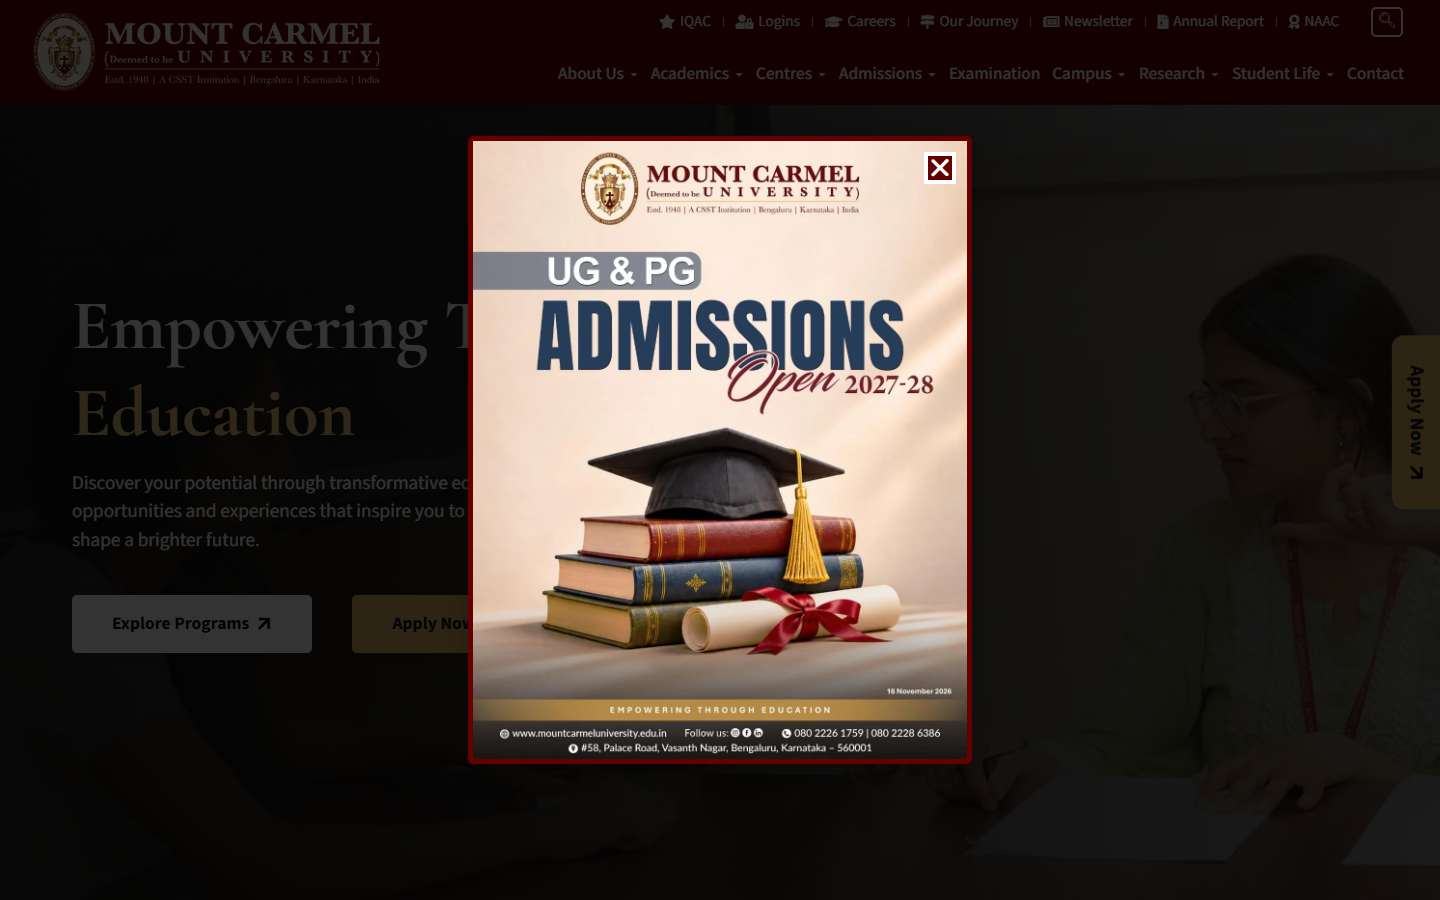 MOUNT CARMEL
(Deemed to be UNIVERSITY)
Estd. 1948 | A CSST Institution | Bengaluru | Karnataka | India
IQAC | Logins | Careers | Our Journey | Newsletter | Annual Report | NAAC
About Us Academics Centres Admissions Examination Campus Research Student Life Contact
MOUNT CARMEL
(Deemed to be UNIVERSITY)
Estd. 1948 | A CSST Institution | Bengaluru | Karnataka | India
UG & PG
ADMISSIONS
Open 2027-28
16 November 2026
EMPOWERING THROUGH EDUCATION
www.mountcarmeluniversity.edu.in Follow us: 080 2226 1759 | 080 2228 6386
#58, Palace Road, Vasanth Nagar, Bengaluru, Karnataka – 560001
Empowering
Education
Discover your potential through transformative
opportunities and experiences that inspire you to
shape a brighter future.
Explore Programs
Apply Now
Apply Now